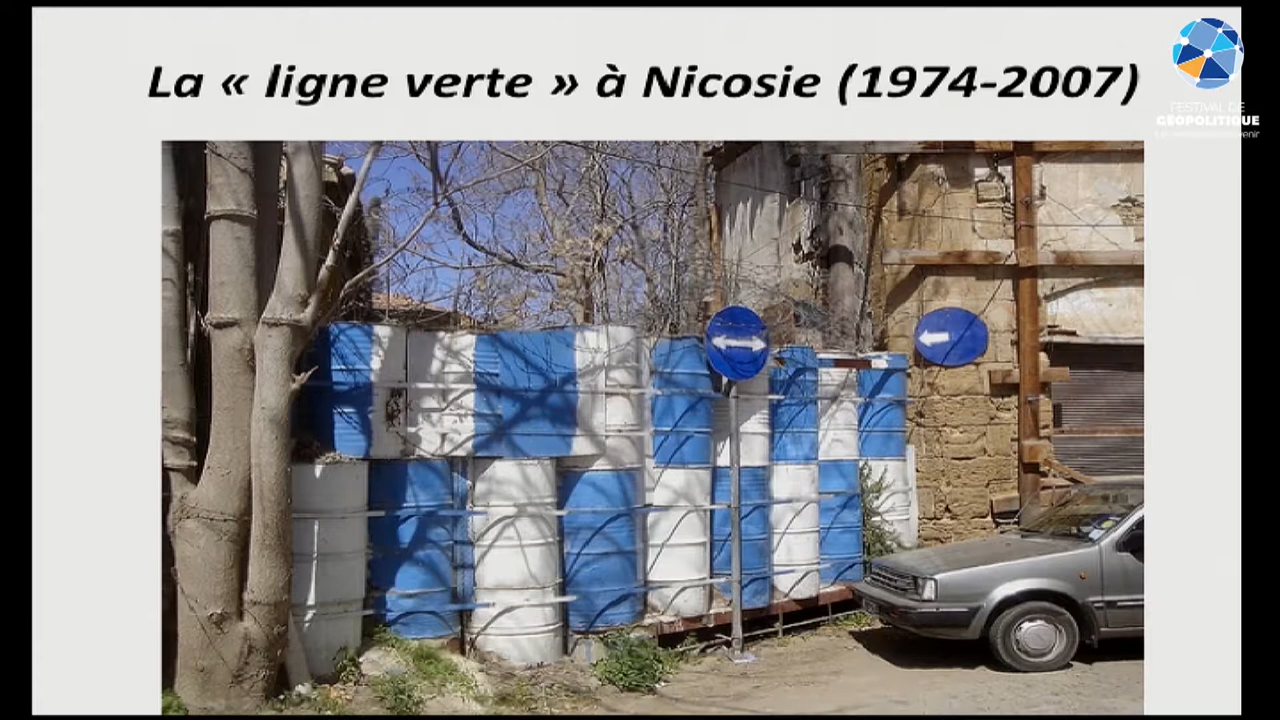 La « ligne verte » à Nicosie (1974-2007)
FESTIVAL DE
GÉOPOLITIQUE